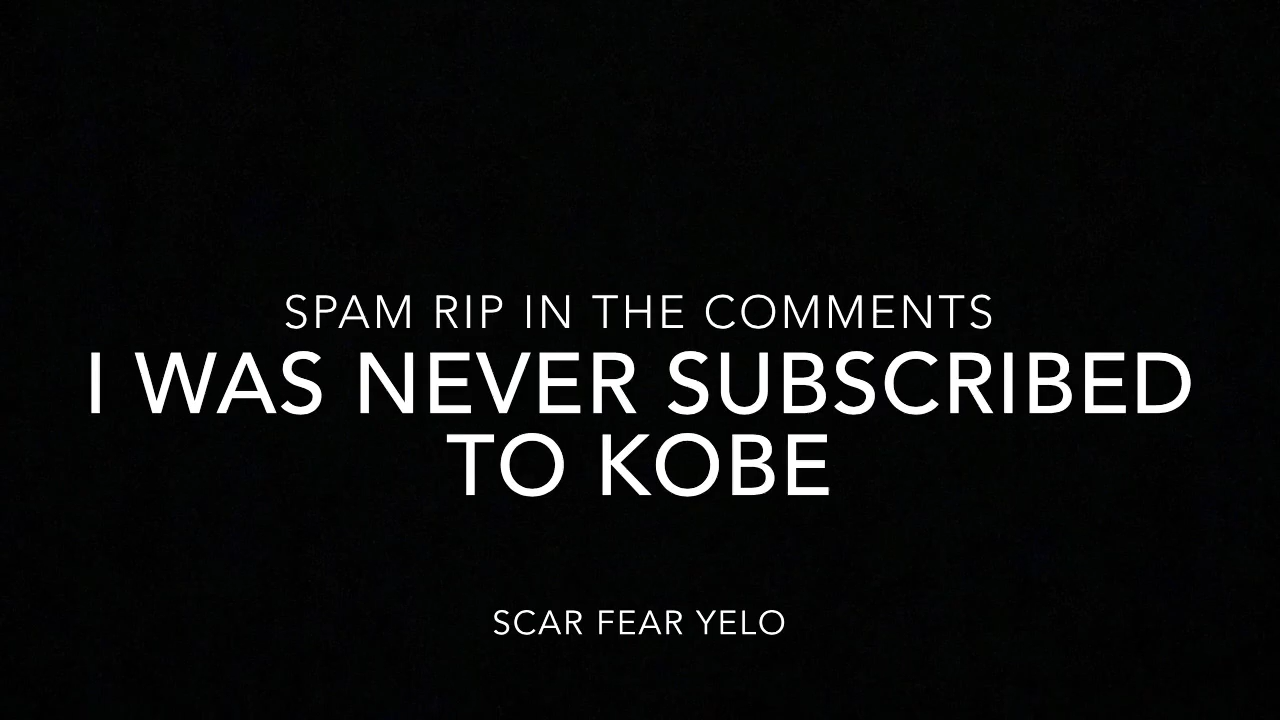 SPAM RIP IN THE COMMENTS
I WAS NEVER SUBSCRIBED
TO KOBE
SCAR FEAR YELO